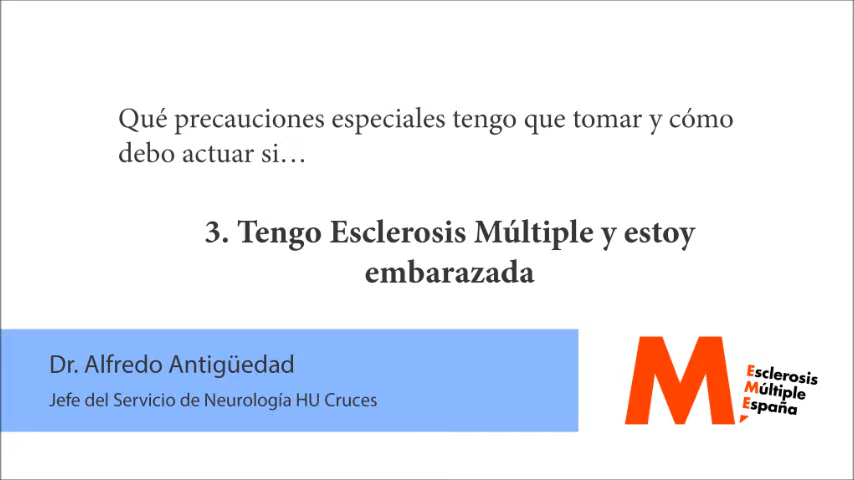 Qué precauciones especiales tengo que tomar y cómo
debo actuar si…
3. Tengo Esclerosis Múltiple y estoy
embarazada
Dr. Alfredo Antigüedad
Jefe del Servicio de Neurología HU Cruces
M
Esclerosis
Múltiple
España